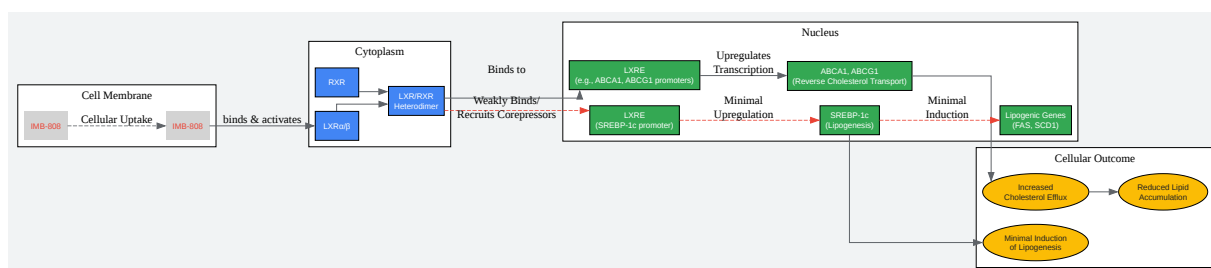 Cell Membrane
IMB-808
Cellular Uptake
IMB-808
binds & activates
Cytoplasm
RXR
LXRα/β
LXR/RXR
Heterodimer
Binds to
Weakly Binds/
Recruits Corepressors
Nucleus
LXRE
(e.g., ABCA1, ABCG1 promoters)
Upregulates
Transcription
ABCA1, ABCG1
(Reverse Cholesterol Transport)
LXRE
(SREBP-1c promoter)
Minimal
Upregulation
SREBP-1c
(Lipogenesis)
Minimal
Induction
Lipogenic Genes
(FAS, SCD1)
Cellular Outcome
Increased
Cholesterol Efflux
Reduced Lipid
Accumulation
Minimal Induction
of Lipogenesis